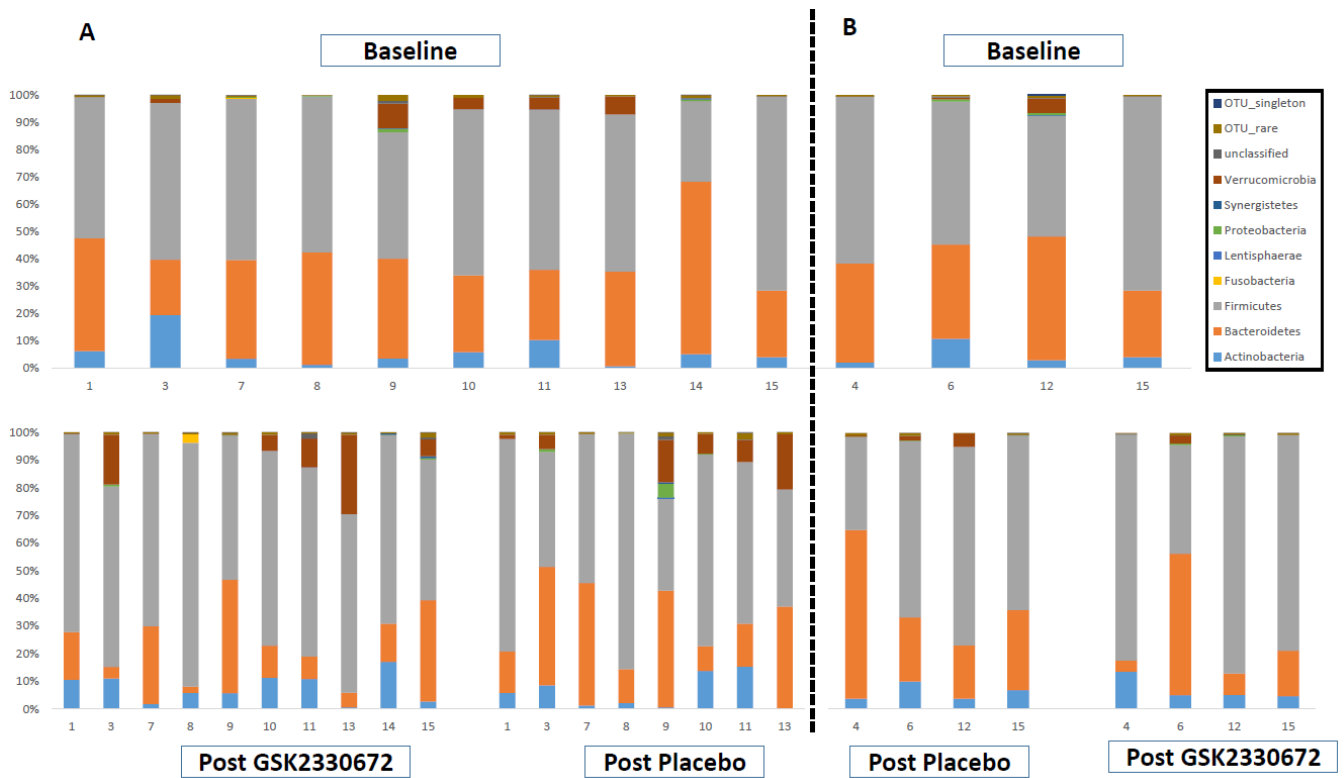 A
Baseline
B
Baseline
100%
90%
80%
70%
60%
50%
40%
30%
20%
10%
0%
1 3 7 8 9 10 11 13 14 15
4 6 12 15
OTU_singleton
OTU_rare
unclassified
Verrucomicrobia
Synergistetes
Proteobacteria
Lentisphaerae
Fusobacteria
Firmicutes
Bacteroidetes
Actinobacteria
100%
90%
80%
70%
60%
50%
40%
30%
20%
10%
0%
1 3 7 8 9 10 11 13 14 15 1 3 7 8 9 10 11 13
4 6 12 15 4 6 12 15
Post GSK2330672
Post Placebo
Post Placebo
Post GSK2330672